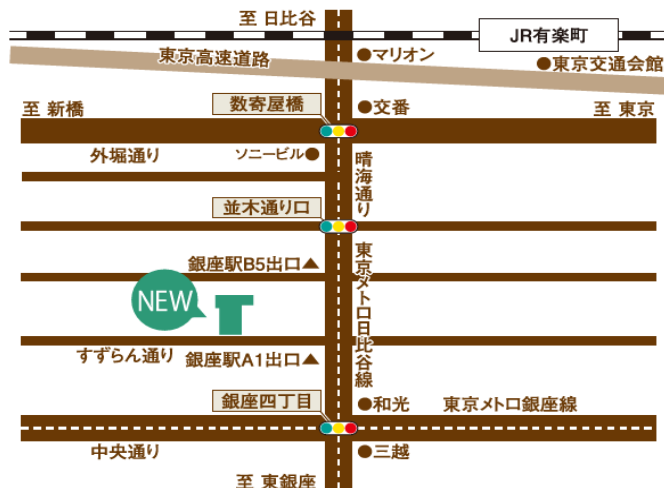 至 日比谷
JR有楽町
東京高速道路
●マリオン
●東京交通会館
至 新橋
数寄屋橋
●交番
至 東京
外堀通り
ソニービル●
晴海通り
並木通り口
東京メトロ日比谷線
銀座駅B5出口▲
NEW
すずらん通り
銀座駅A1出口▲
銀座四丁目
●和光
東京メトロ銀座線
中央通り
●三越
至 東銀座